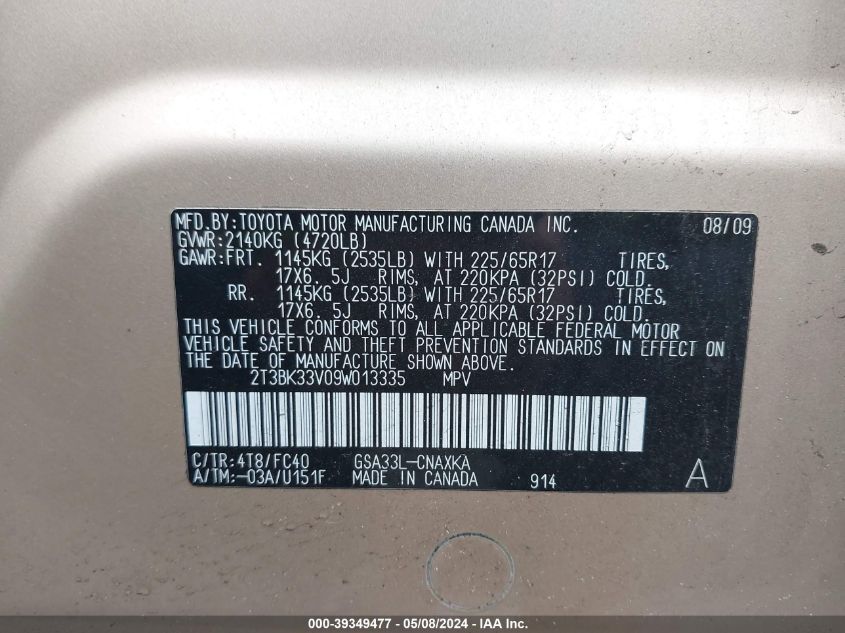 MFD.BY:TOYOTA MOTOR MANUFACTURING CANADA INC. 08/09
GVWR:2140KG (4720LB)
GAWR:FRT. 1145KG (2535LB) WITH 225/65R17 TIRES,
17X6. 5J RIMS, AT 220KPA (32PSI) COLD.
RR. 1145KG (2535LB) WITH 225/65R17 TIRES,
17X6. 5J RIMS, AT 220KPA (32PSI) COLD.
THIS VEHICLE CONFORMS TO ALL APPLICABLE FEDERAL MOTOR
VEHICLE SAFETY AND THEFT PREVENTION STANDARDS IN EFFECT ON
THE DATE OF MANUFACTURE SHOWN ABOVE.
2T3BK33V09W013335 MPV
C/TR:4T8/FC40 GSA33L-CNAXKA
A/TM:-03A/U151F MADE IN CANADA 914 A
000-39349477 - 05/08/2024 - IAA Inc.